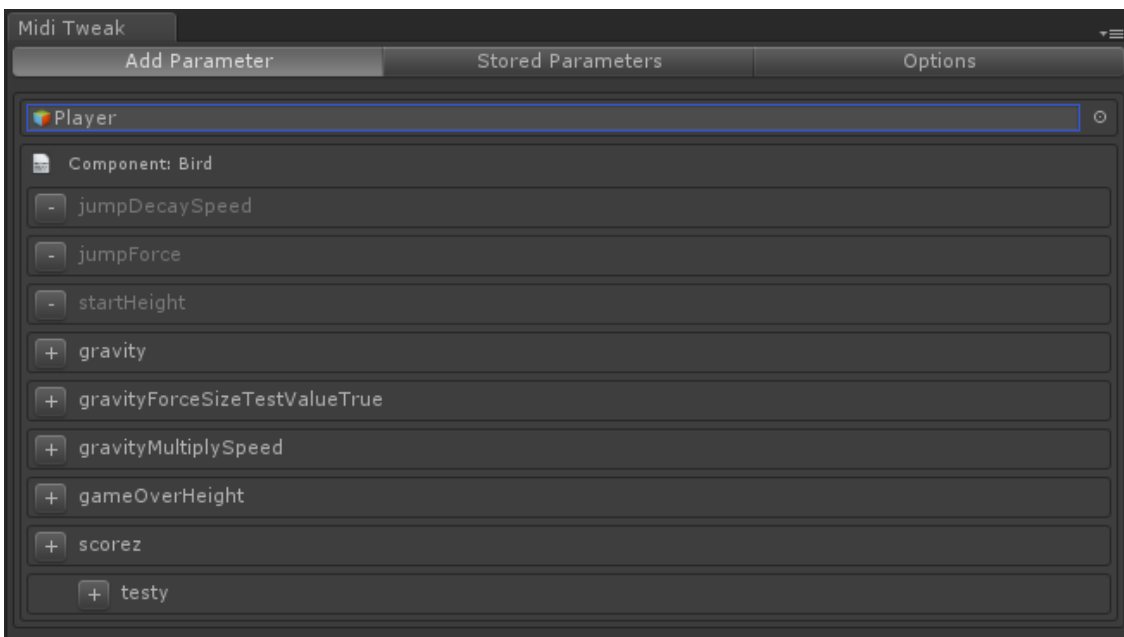 Midi Tweak
Add Parameter Stored Parameters Options
Player
Component: Bird
- jumpDecaySpeed
- jumpForce
- startHeight
+ gravity
+ gravityForceSizeTestValueTrue
+ gravityMultiplySpeed
+ gameOverHeight
+ scorez
+ testy